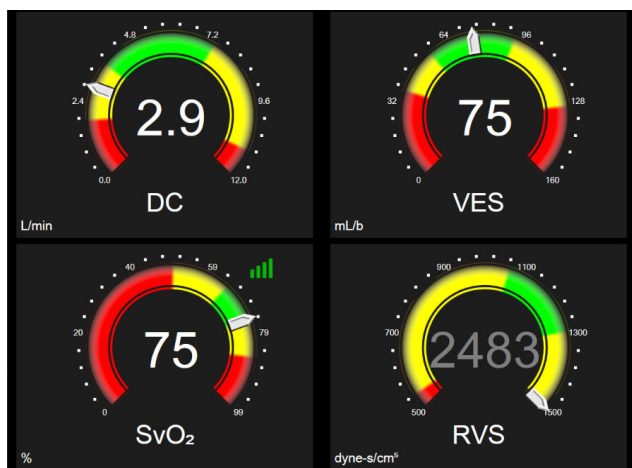 4.8 7.2
2.4 9.6
2.9
0.0 12.0
DC
L/min
64 96
32 128
75
0 160
VES
mL/b
40 59
20 79
75
0 99
SvO₂
%
900 1100
700 1300
2483
500 1500
RVS
dyne-s/cm⁵